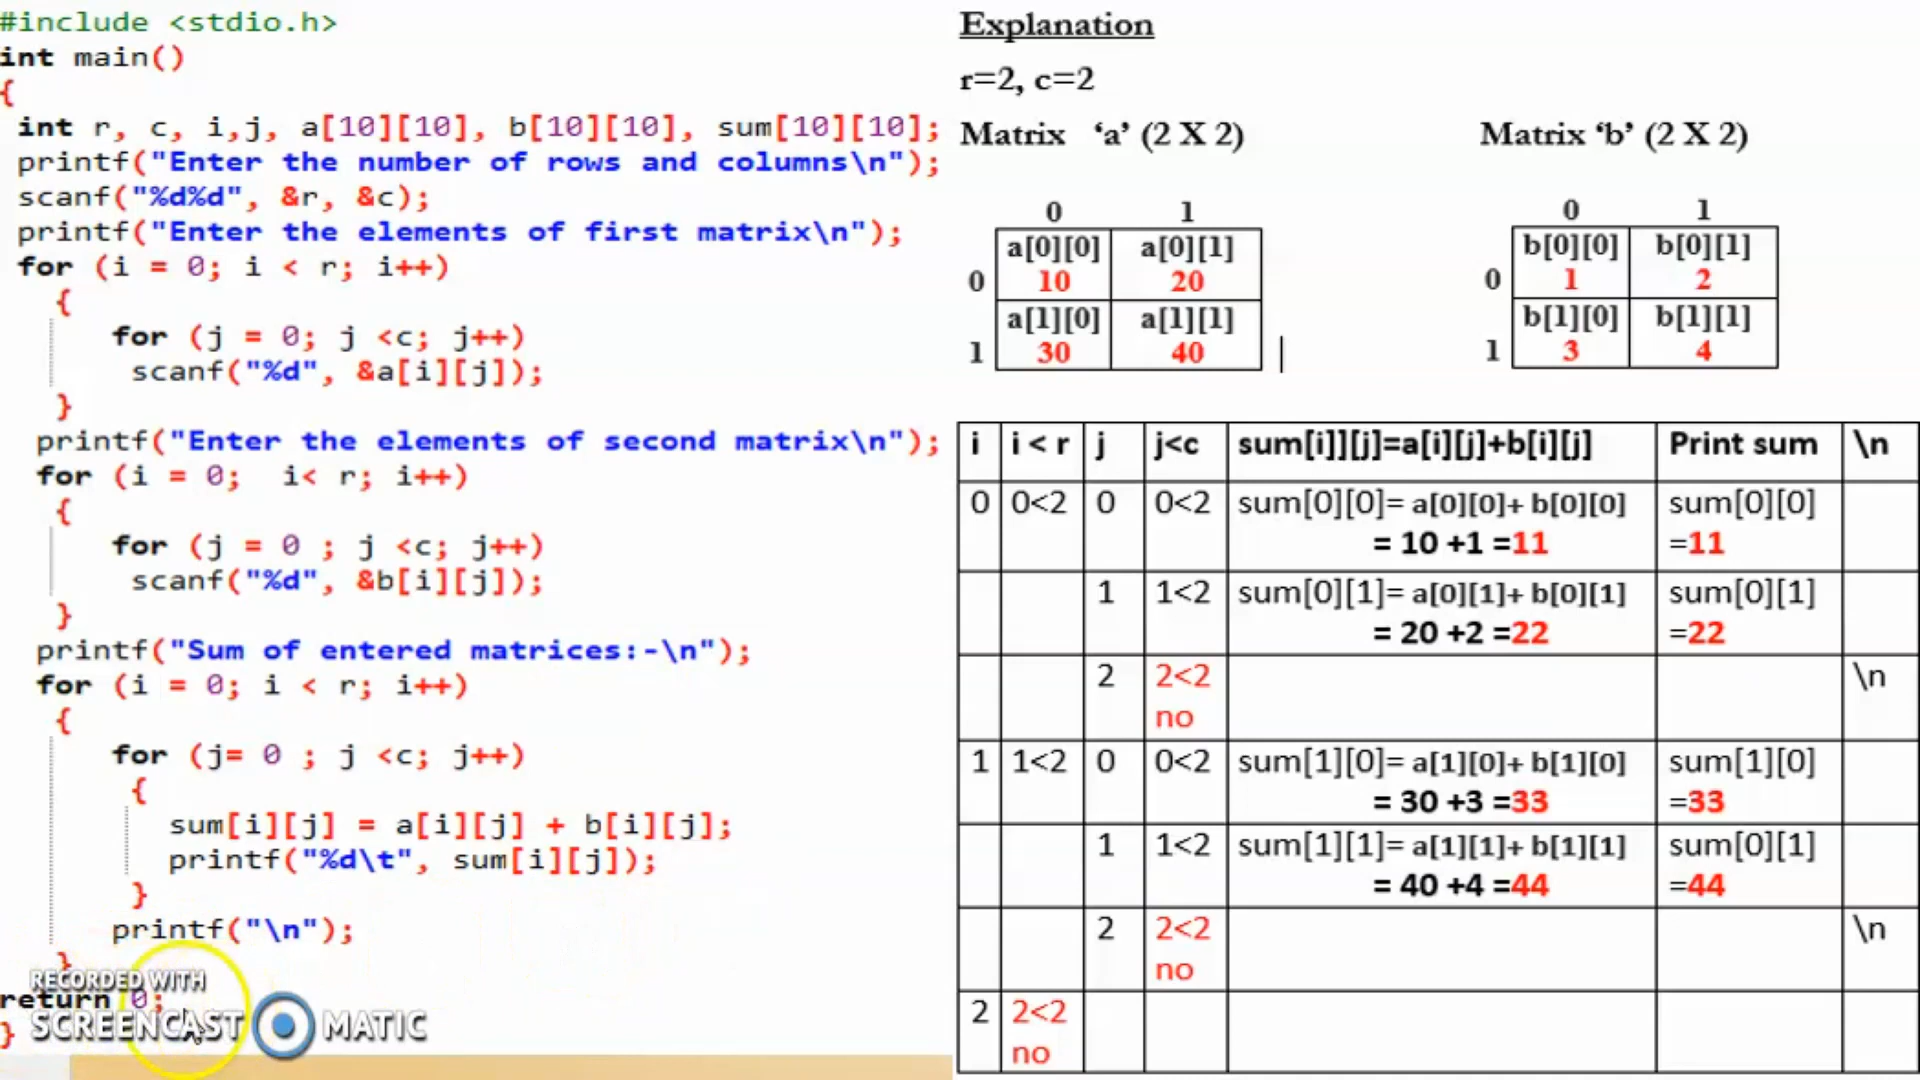 #include <stdio.h>
int main()
{
int r, c, i,j, a[10][10], b[10][10], sum[10][10];
printf("Enter the number of rows and columns\n");
scanf("%d%d", &r, &c);
printf("Enter the elements of first matrix\n");
for (i = 0; i < r; i++)
{
for (j = 0; j <c; j++)
scanf("%d", &a[i][j]);
}
printf("Enter the elements of second matrix\n");
for (i = 0;  i< r; i++)
{
for (j = 0 ; j <c; j++)
scanf("%d", &b[i][j]);
}
printf("Sum of entered matrices:-\n");
for (i = 0; i < r; i++)
{
for (j= 0 ; j <c; j++)
{
sum[i][j] = a[i][j] + b[i][j];
printf("%d\t", sum[i][j]);
}
printf("\n");
}
return 0;
}
RECORDED WITH
SCREENCAST MATIC
Explanation
r=2, c=2
Matrix ‘a’ (2 X 2)
0 1
a[0][0] a[0][1]
0 10 20
a[1][0] a[1][1]
1 30 40
Matrix ‘b’ (2 X 2)
0 1
b[0][0] b[0][1]
0 1 2
b[1][0] b[1][1]
1 3 4
i i < r j j<c sum[i]][j]=a[i][j]+b[i][j] Print sum \n
0 0<2 0 0<2 sum[0][0]= a[0][0]+ b[0][0] sum[0][0]
= 10 +1 =11 =11
1 1<2 sum[0][1]= a[0][1]+ b[0][1] sum[0][1]
= 20 +2 =22 =22
2 2<2 \n
no
1 1<2 0 0<2 sum[1][0]= a[1][0]+ b[1][0] sum[1][0]
= 30 +3 =33 =33
1 1<2 sum[1][1]= a[1][1]+ b[1][1] sum[0][1]
= 40 +4 =44 =44
2 2<2 \n
no
2 2<2
no